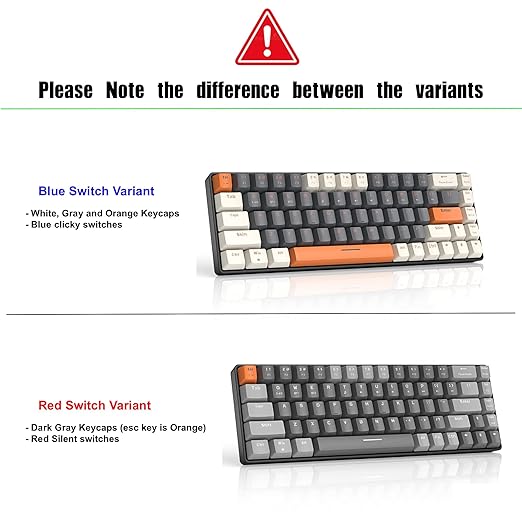 Please Note the difference between the variants
Blue Switch Variant
- White, Gray and Orange Keycaps
- Blue clicky switches
Red Switch Variant
- Dark Gray Keycaps (esc key is Orange)
- Red Silent switches